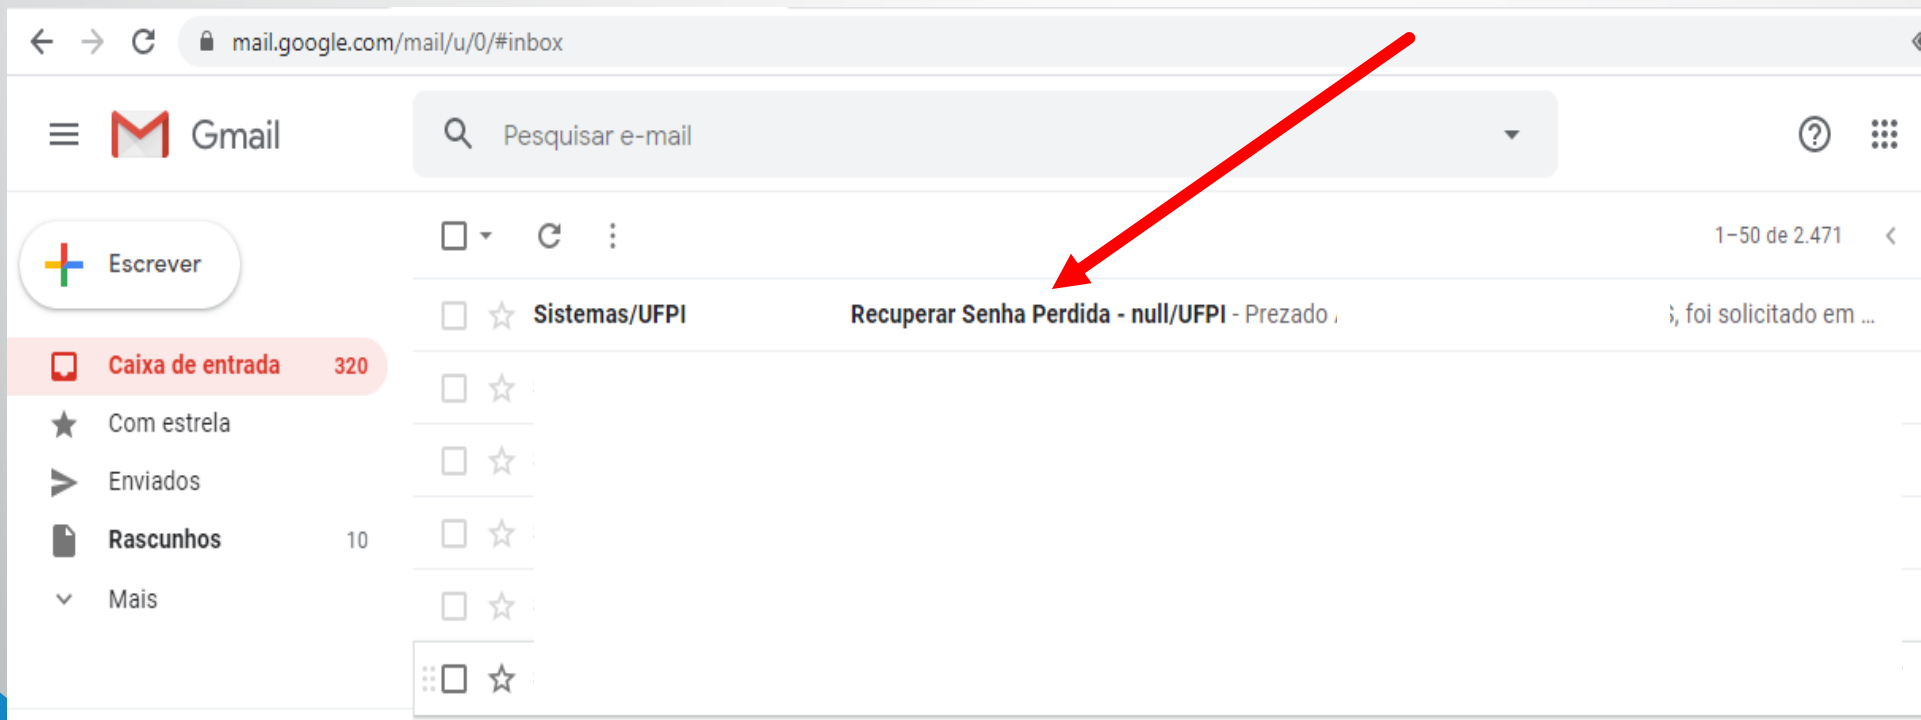 mail.google.com/mail/u/0/#inbox
Gmail
Pesquisar e-mail
Escrever
1–50 de 2.471
Sistemas/UFPI Recuperar Senha Perdida - null/UFPI - Prezado , foi solicitado em ...
Caixa de entrada 320
Com estrela
Enviados
Rascunhos 10
Mais